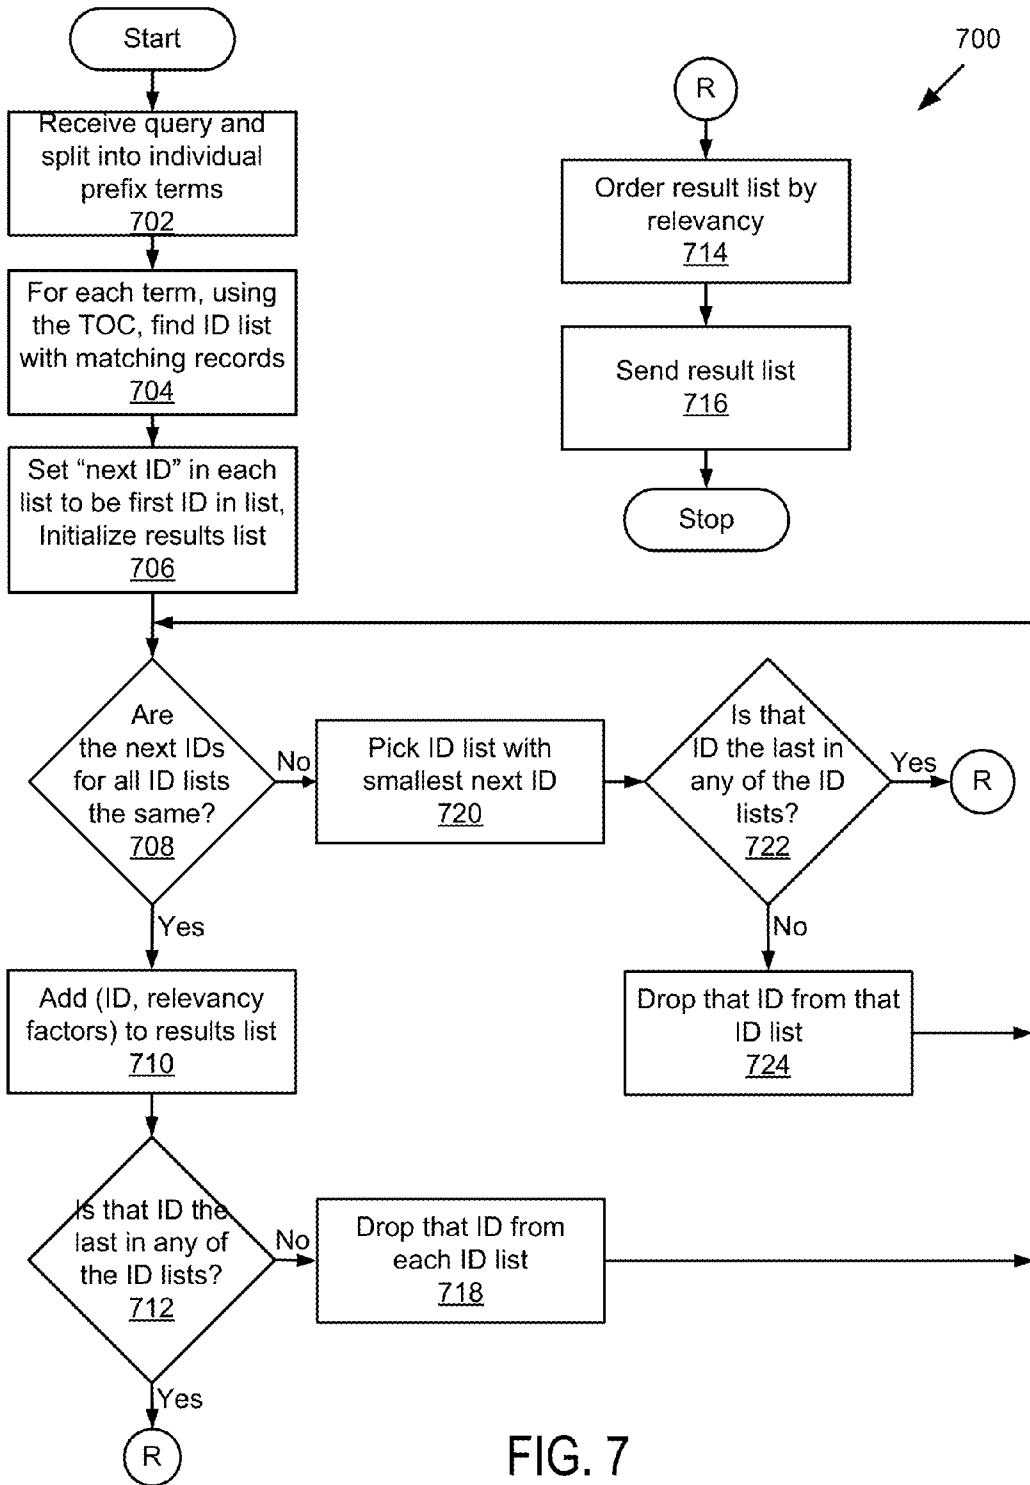 Start
Receive query and
split into individual
prefix terms
702
For each term, using
the TOC, find ID list
with matching records
704
Set “next ID” in each
list to be first ID in list,
Initialize results list
706
700
R
Order result list by
relevancy
714
Send result list
716
Stop
Are
the next IDs
for all ID lists
the same?
708
No
Pick ID list with
smallest next ID
720
Is that
ID the last in
any of the ID
lists?
722
Yes
R
Yes
No
Add (ID, relevancy
factors) to results list
710
Drop that ID from that
ID list
724
Is that ID the
last in any of
the ID lists?
712
No
Drop that ID from
each ID list
718
Yes
R
FIG. 7